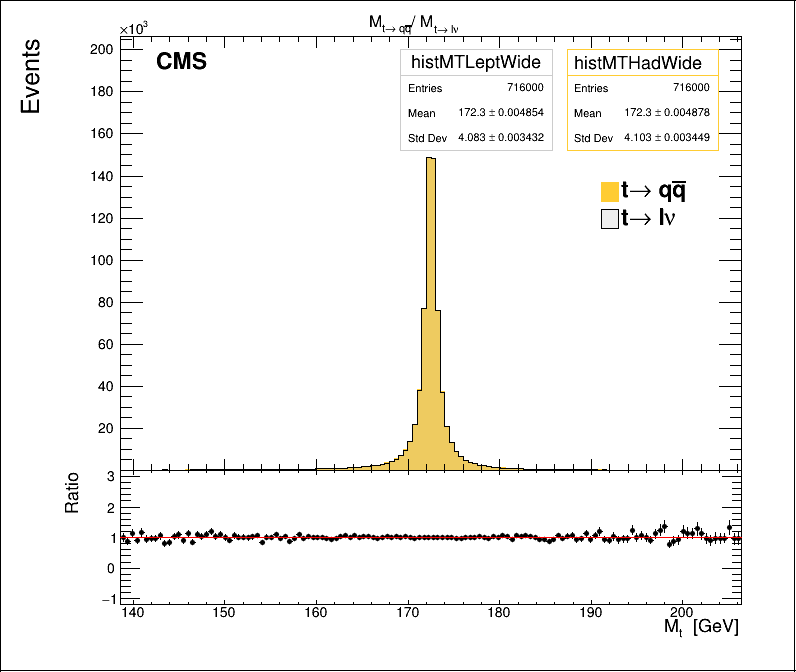 M t→ qq̅ / M t→ lν
×10³
Events
CMS
histMTLeptWide
Entries 716000
Mean 172.3 ± 0.004854
Std Dev 4.083 ± 0.003432
histMTHadWide
Entries 716000
Mean 172.3 ± 0.004878
Std Dev 4.103 ± 0.003449
t→ qq̅
t→ lν
200
180
160
140
120
100
80
60
40
20
Ratio
3
2
1
0
−1
140 150 160 170 180 190 200
M t [GeV]